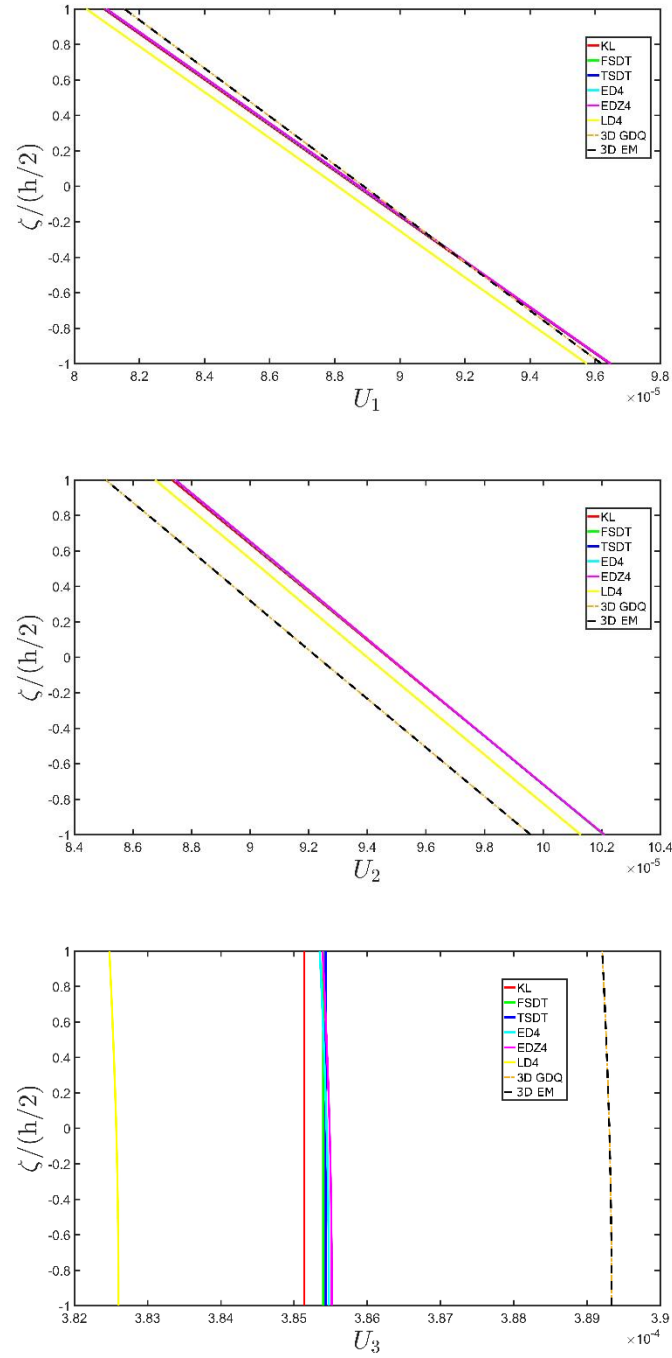 1
0.8
0.6
0.4
0.2
0
-0.2
-0.4
-0.6
-0.8
-1
ζ/(h/2)
KL
FSDT
TSDT
ED4
EDZ4
LD4
3D GDQ
3D EM
8 8.2 8.4 8.6 8.8 9 9.2 9.4 9.6 9.8
U₁ ×10⁻⁵
1
0.8
0.6
0.4
0.2
0
-0.2
-0.4
-0.6
-0.8
-1
ζ/(h/2)
KL
FSDT
TSDT
ED4
EDZ4
LD4
3D GDQ
3D EM
8.4 8.6 8.8 9 9.2 9.4 9.6 9.8 10 10.2 10.4
U₂ ×10⁻⁵
1
0.8
0.6
0.4
0.2
0
-0.2
-0.4
-0.6
-0.8
-1
ζ/(h/2)
KL
FSDT
TSDT
ED4
EDZ4
LD4
3D GDQ
3D EM
3.82 3.83 3.84 3.85 3.86 3.87 3.88 3.89 3.9
U₃ ×10⁻⁴